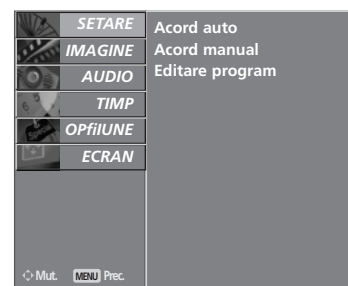 SETARE
IMAGINE
AUDIO
TIMP
OPfiIUNE
ECRAN
Acord auto
Acord manual
Editare program
Mut. MENU Prec.